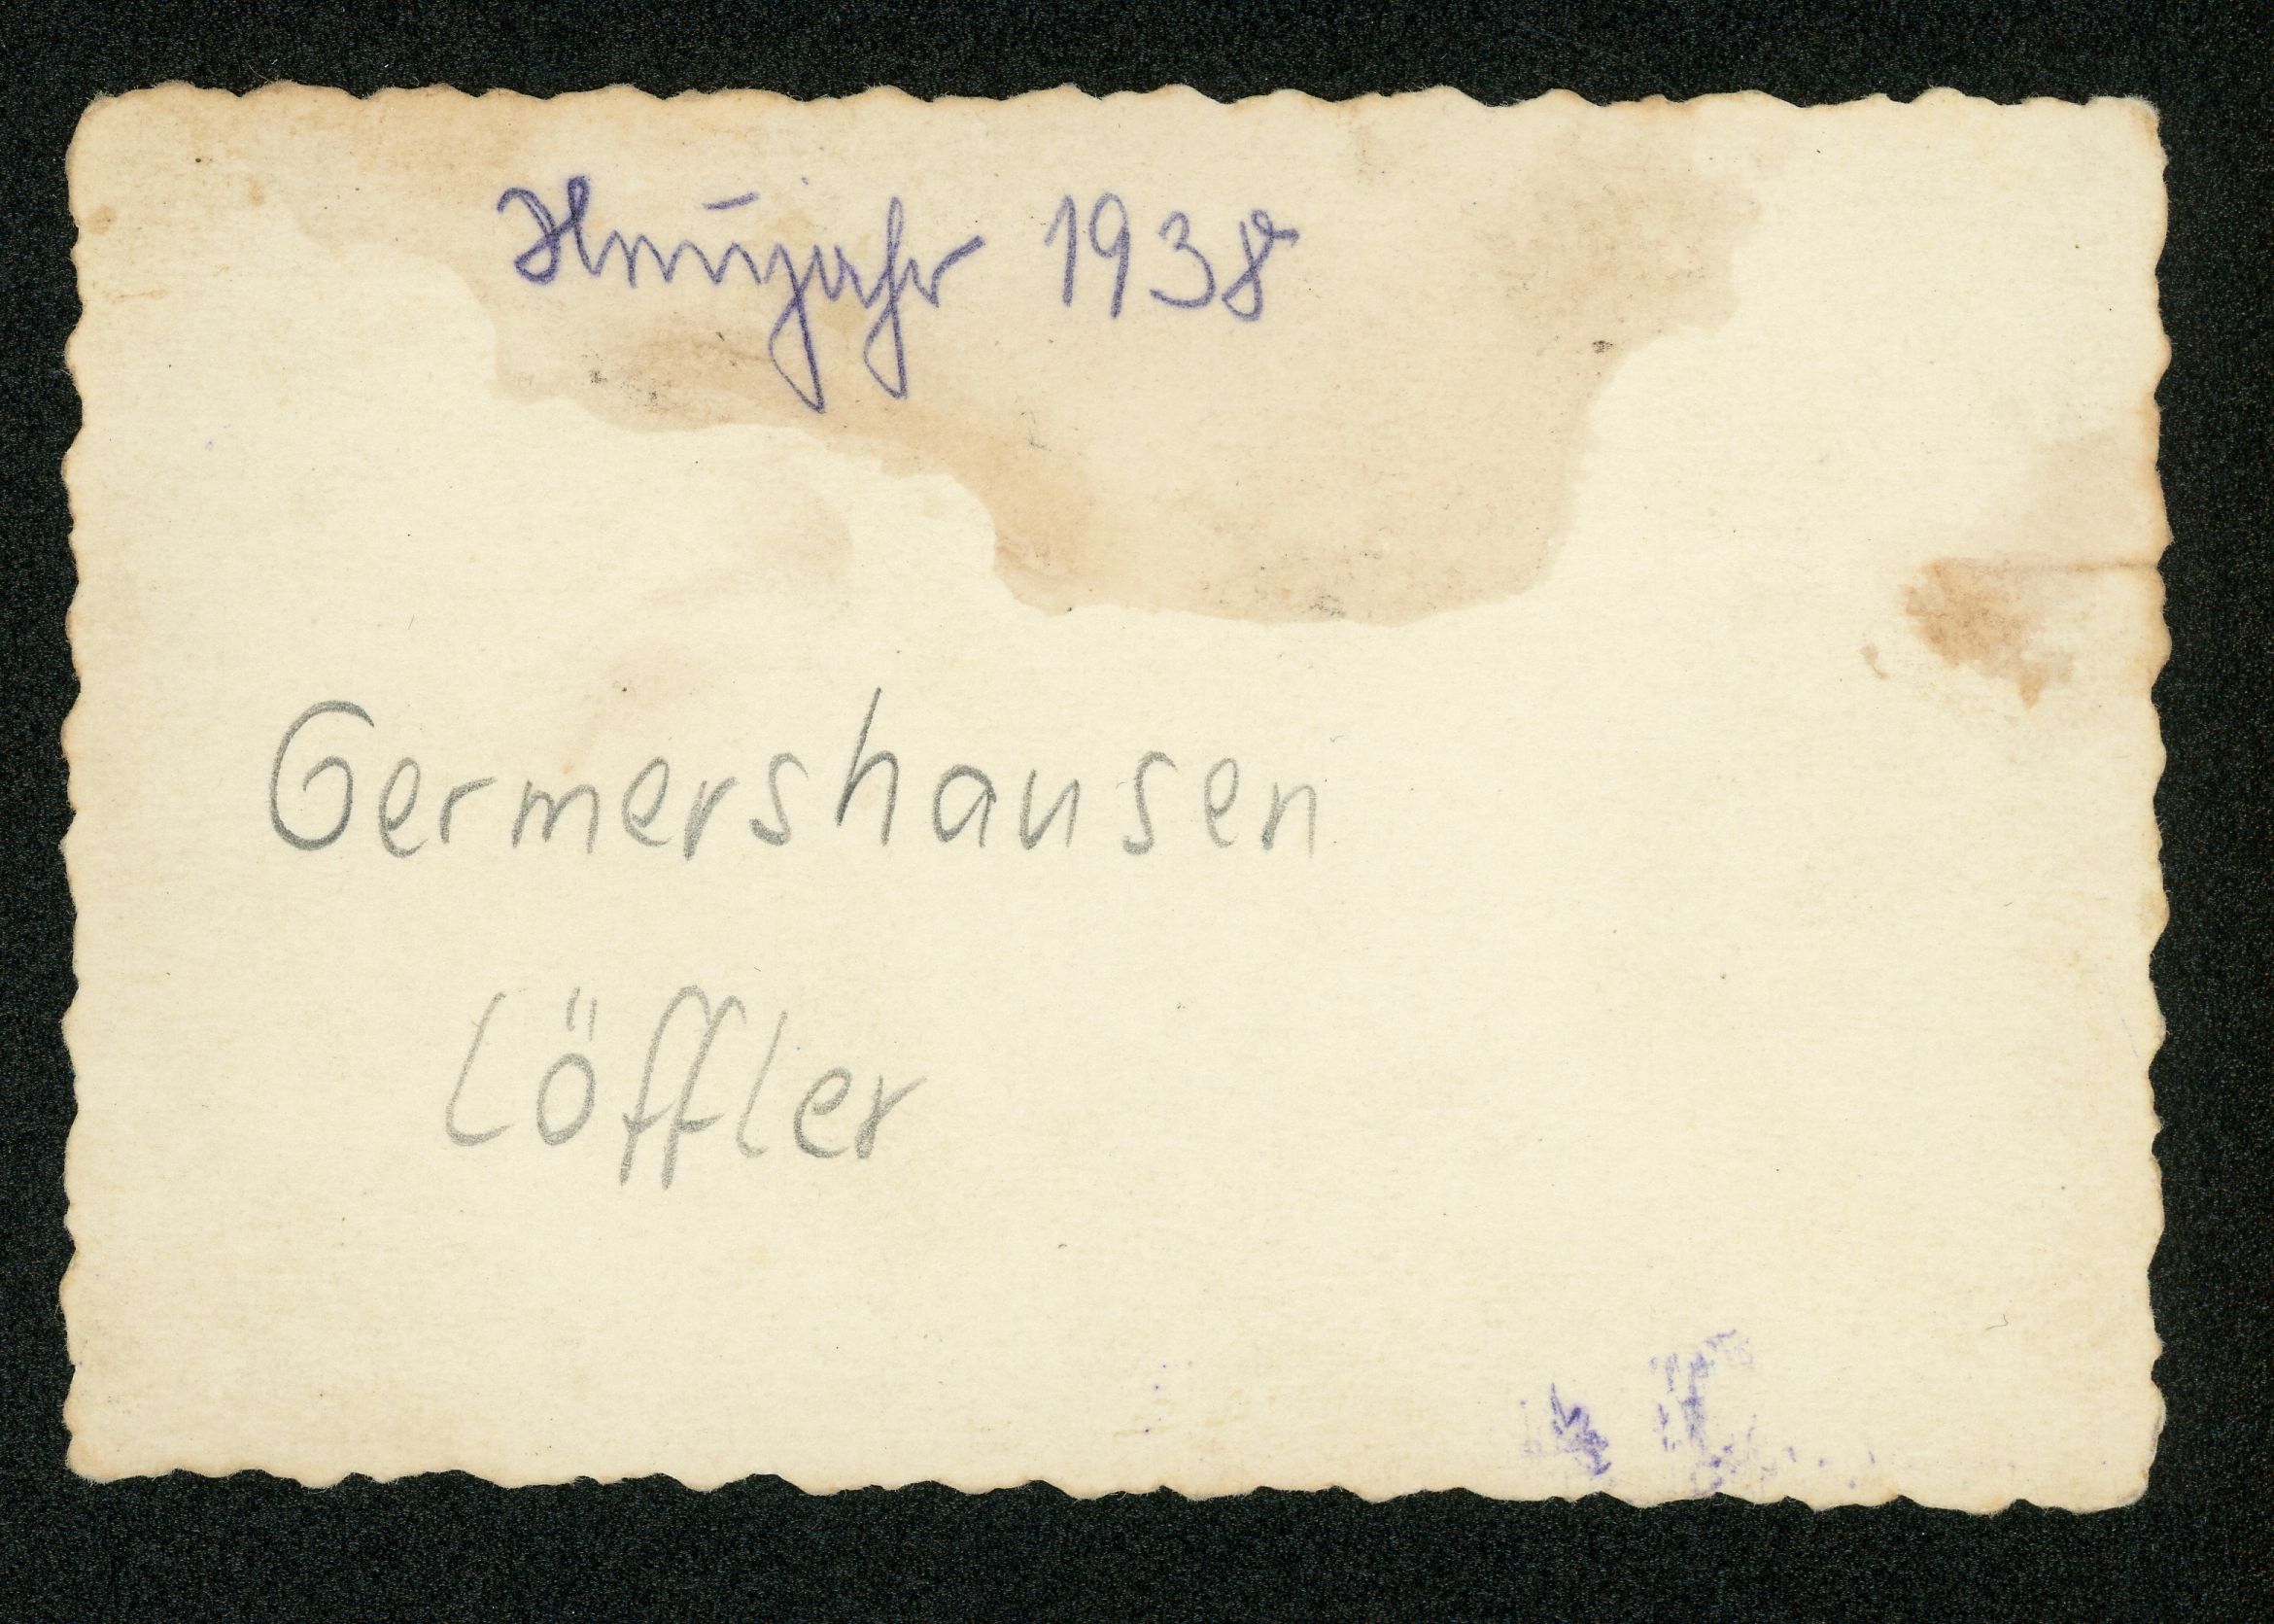 Neujahr 1938
Germershausen
Löffler